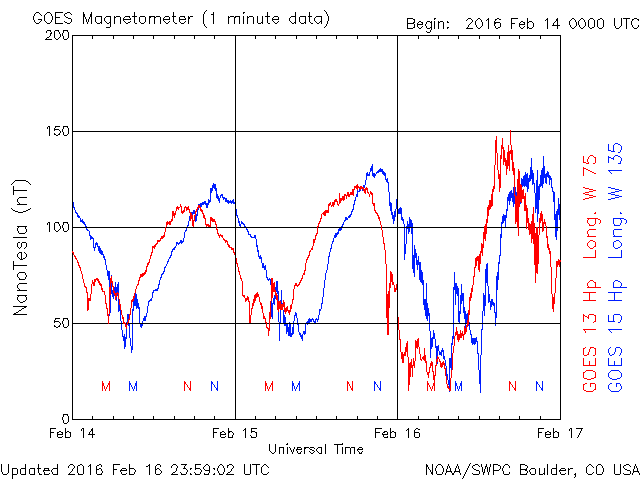 GOES Magnetometer (1 minute data)
Begin: 2016 Feb 14 0000 UTC
200
150
100
50
0
NanoTesla (nT)
M M N N M M N N M M N N
Feb 14 Feb 15 Feb 16 Feb 17
Universal Time
GOES 13 Hp Long. W 75
GOES 15 Hp Long. W 135
Updated 2016 Feb 16 23:59:02 UTC
NOAA/SWPC Boulder, CO USA